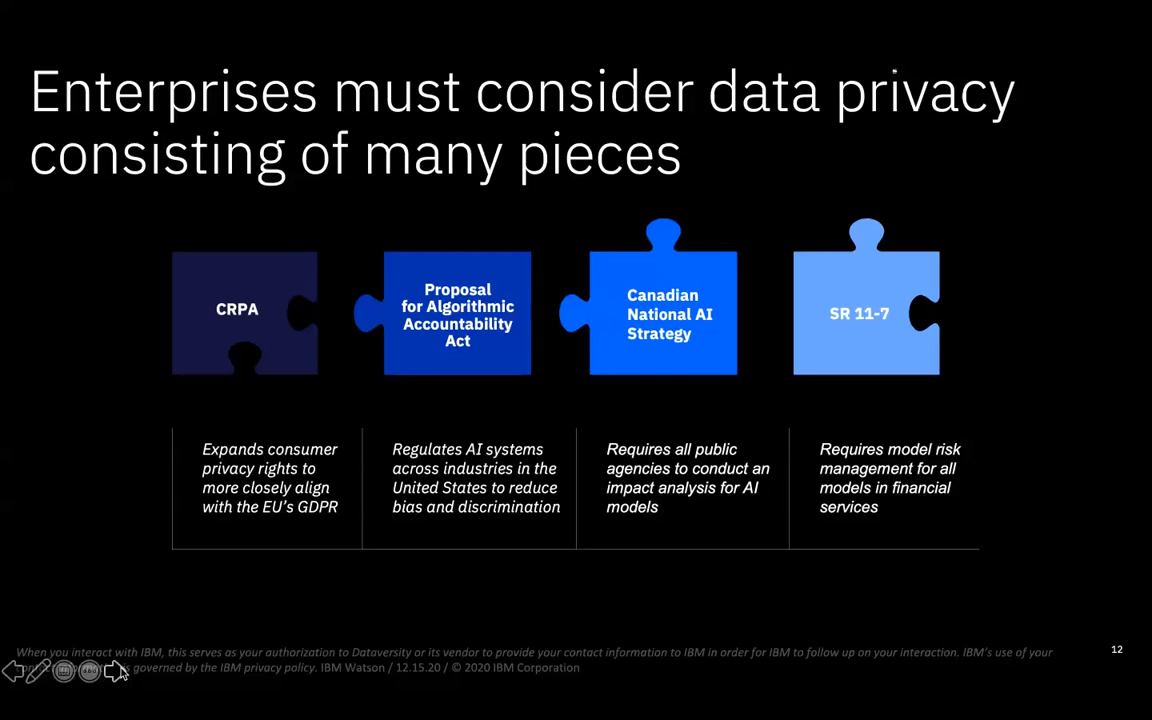 Enterprises must consider data privacy
consisting of many pieces
CRPA
Proposal
for Algorithmic
Accountability
Act
Canadian
National AI
Strategy
SR 11-7
Expands consumer
privacy rights to
more closely align
with the EU's GDPR
Regulates AI systems
across industries in the
United States to reduce
bias and discrimination
Requires all public
agencies to conduct an
impact analysis for AI
models
Requires model risk
management for all
models in financial
services
When you interact with IBM, this serves as your authorization to Dataversity or its vendor to provide your contact information to IBM in order for IBM to follow up on your interaction. IBM's use of your
governed by the IBM privacy policy. IBM Watson / 12.15.20 / © 2020 IBM Corporation
12